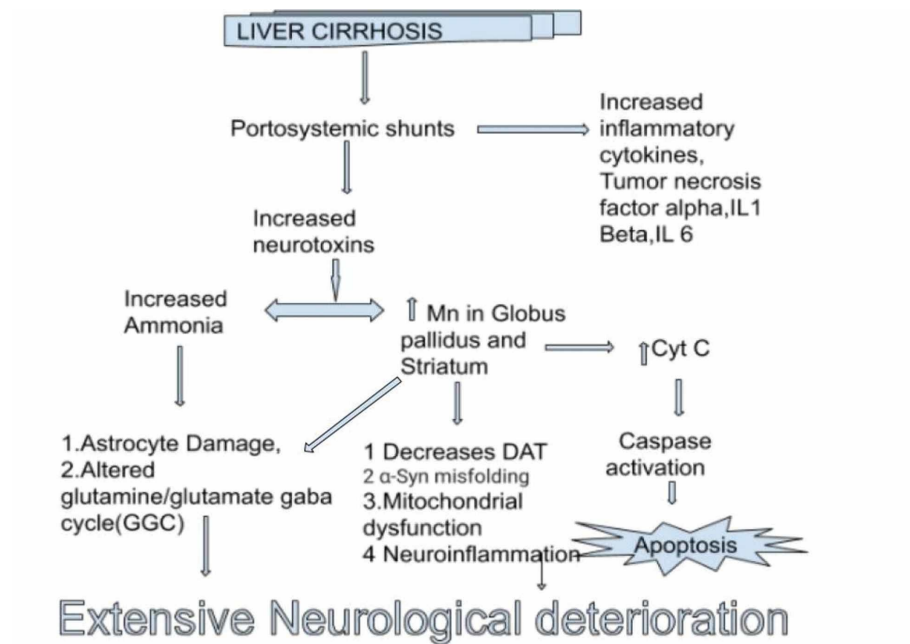 LIVER CIRRHOSIS
Portosystemic shunts
Increased
inflammatory
cytokines,
Tumor necrosis
factor alpha,IL1
Beta,IL 6
Increased
neurotoxins
Increased
Ammonia
Mn in Globus
pallidus and
Striatum
Cyt C
1.Astrocyte Damage,
2.Altered
glutamine/glutamate gaba
cycle(GGC)
1 Decreases DAT
2 α-Syn misfolding
3.Mitochondrial
dysfunction
4 Neuroinflammation
Caspase
activation
Apoptosis
Extensive Neurological deterioration